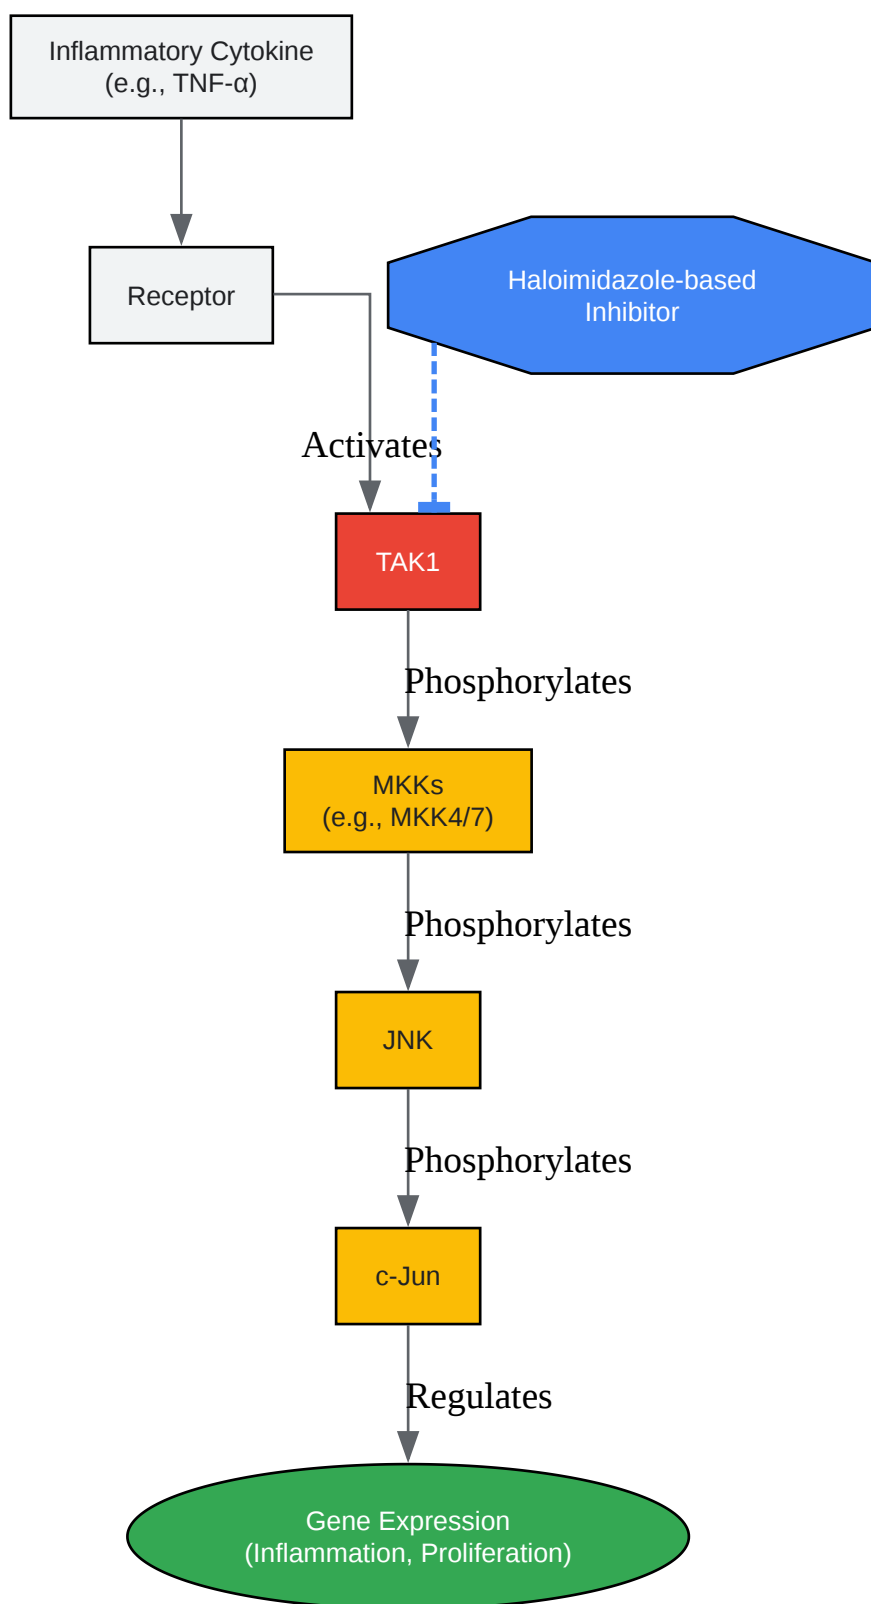 Inflammatory Cytokine
(e.g., TNF-α)
Receptor
Haloimidazole-based
Inhibitor
Activates
TAK1
Phosphorylates
MKKs
(e.g., MKK4/7)
Phosphorylates
JNK
Phosphorylates
c-Jun
Regulates
Gene Expression
(Inflammation, Proliferation)